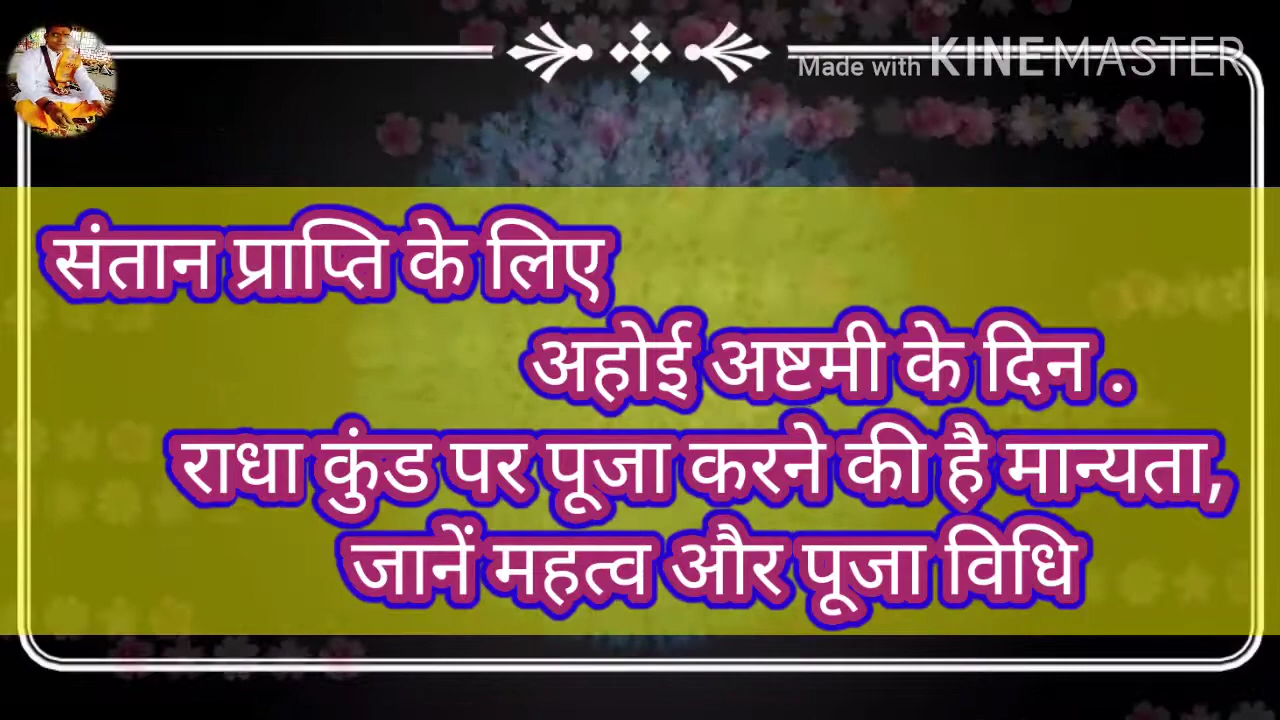 Made with KINEMASTER
संतान प्राप्ति के लिए
अहोई अष्टमी के दिन .
राधा कुंड पर पूजा करने की है मान्यता,
जानें महत्व और पूजा विधि